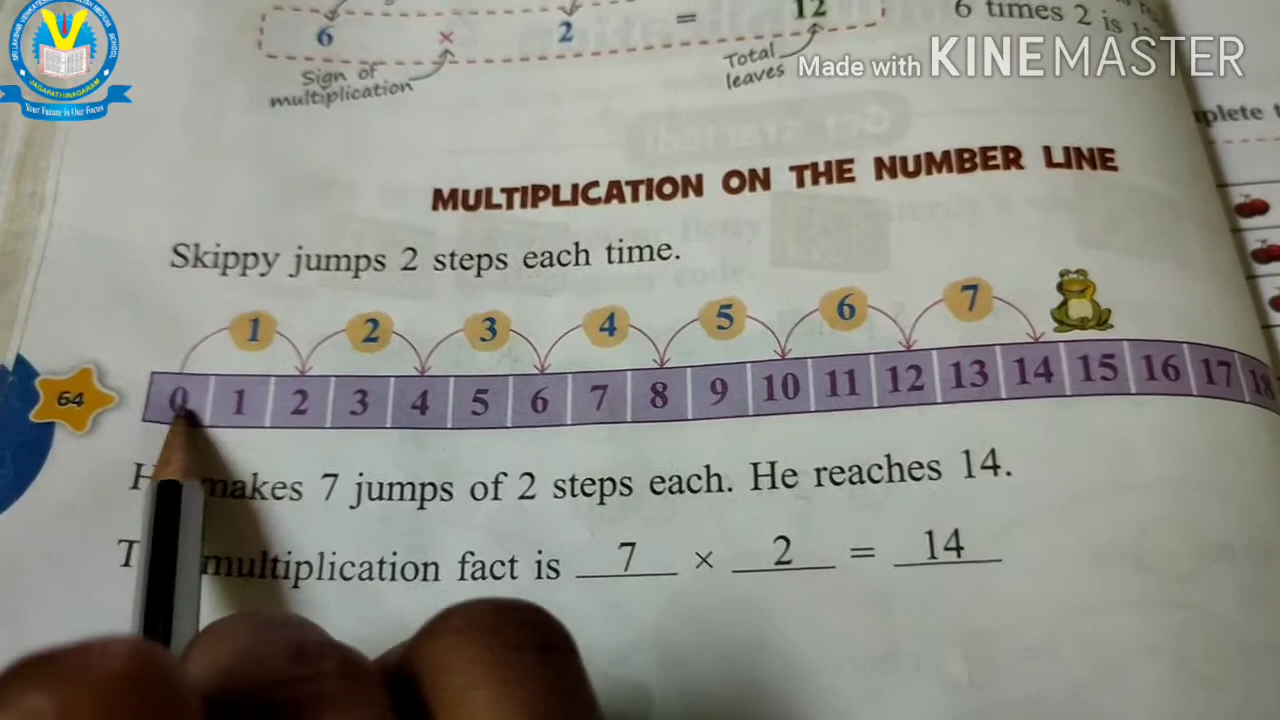 6 × 2 = 12
6 times 2 is
Sign of
multiplication
Total
leaves
Made with KINEMASTER
JAGAPATHINAGARAM
Your Future is Our Focus
plete
MULTIPLICATION ON THE NUMBER LINE
Skippy jumps 2 steps each time.
1 2 3 4 5 6 7
0 1 2 3 4 5 6 7 8 9 10 11 12 13 14 15 16 17 18
64
makes 7 jumps of 2 steps each. He reaches 14.
multiplication fact is 7 × 2 = 14